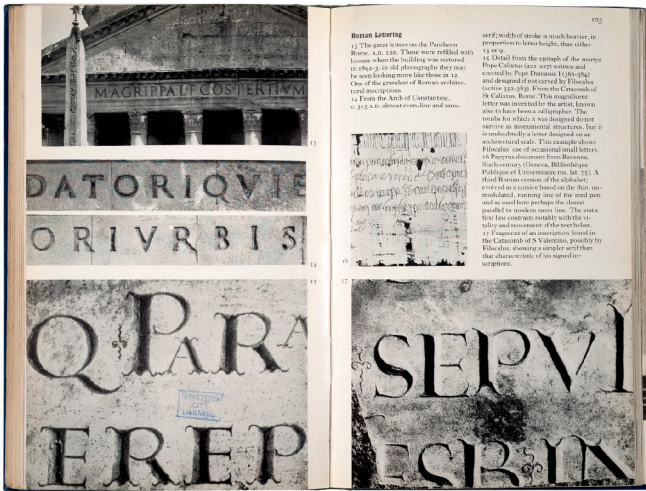 M·AGRIPPA·L·F·COS·TERTIVM
13
DATORIQVIE
ORIVRBIS
14
15
Q·PARA
EREP
LIBRARIES
103
Roman Lettering
13 The great letters on the Pantheon
Rome. A.D. 120. These were refilled with
bronze when the building was restored
in 1892-3; in old photographs they may
be seen looking more like those in 12.
One of the grandest of Roman architec-
tural inscriptions.
14 From the Arch of Constantine,
c. 315 A.D. almost even-line and sans-
serif; width of stroke is much heavier, in
proportion to letter height, than either
13 or 9.
15 Detail from the epitaph of the martyr
Pope Calixtus (221-227) written and
erected by Pope Damasus I (366-384)
and designed if not carved by Filocalus
(active 352-383). From the Catacomb of
St Calixtus, Rome. This magnificent
letter was invented by the artist, known
also to have been a calligrapher. The
tombs for which it was designed do not
survive as monumental structures, but it
is undoubtedly a letter designed on an
architectural scale. This example shows
Filocalus' use of occasional small letters.
16 Papyrus document from Ravenna.
Sixth century (Geneva, Bibliothèque
Publique et Universitaire ms. lat. 75). A
third Roman version of the alphabet;
evolved as a cursive based on the thin, un-
modulated, running line of the reed pen,
and as used here perhaps the closest
parallel to modern neon line. The static
first line contrasts notably with the vi-
tality and movement of the text below.
17 Fragment of an inscription found in
the Catacomb of S Valentino, possibly by
Filocalus: showing a simpler serif than
that characteristic of his signed in-
scriptions.
16
17
SEPVI
ESB IN